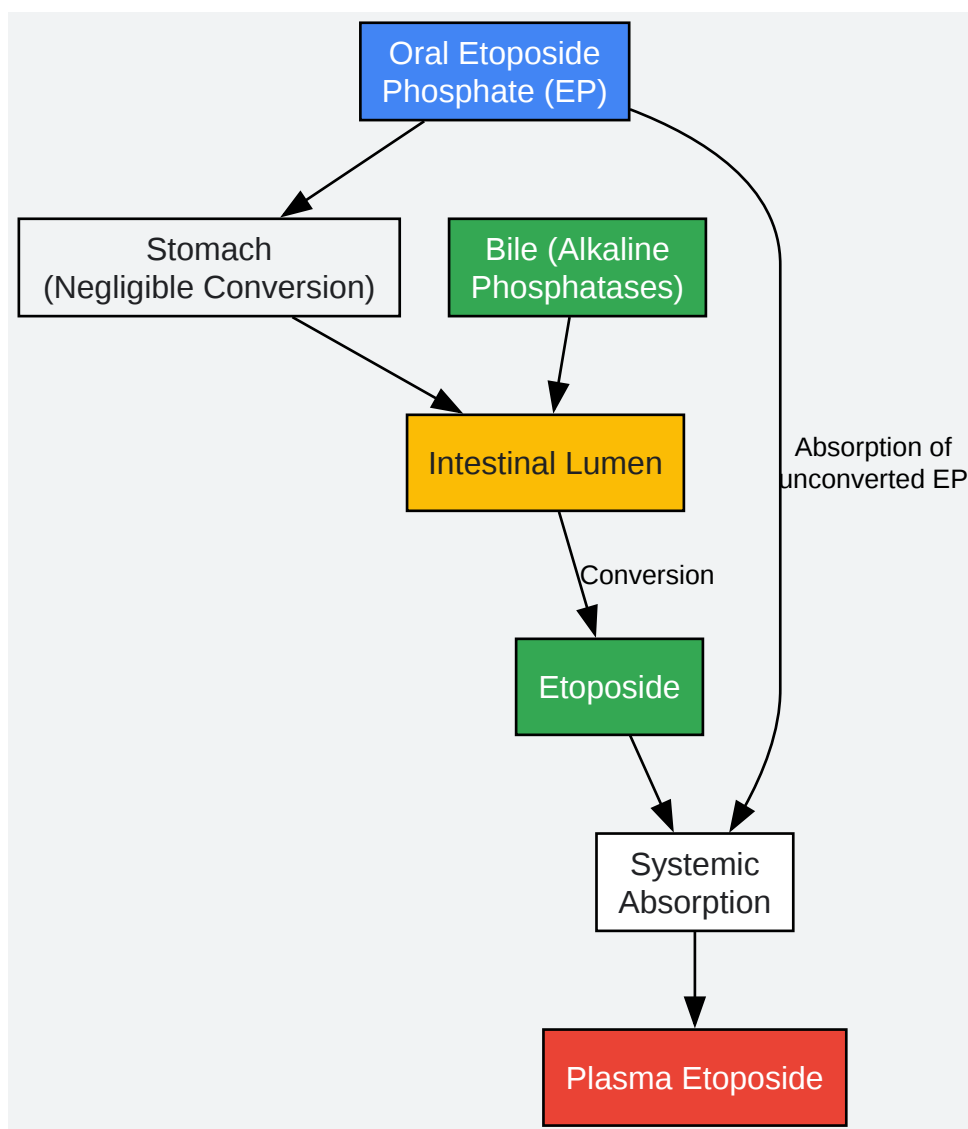 Oral Etoposide
Phosphate (EP)
Stomach
(Negligible Conversion)
Bile (Alkaline
Phosphatases)
Intestinal Lumen
Absorption of
unconverted EP
Conversion
Etoposide
Systemic
Absorption
Plasma Etoposide